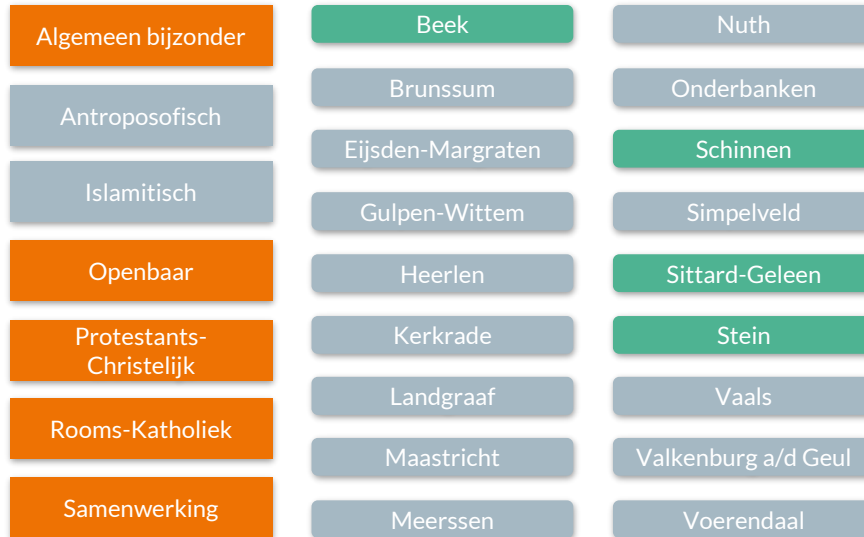 Algemeen bijzonder
Antroposofisch
Islamitisch
Openbaar
Protestants-
Christelijk
Rooms-Katholiek
Samenwerking
Beek
Brunssum
Eijsden-Margraten
Gulpen-Wittem
Heerlen
Kerkrade
Landgraaf
Maastricht
Meerssen
Nuth
Onderbanken
Schinnen
Simpelveld
Sittard-Geleen
Stein
Vaals
Valkenburg a/d Geul
Voerendaal